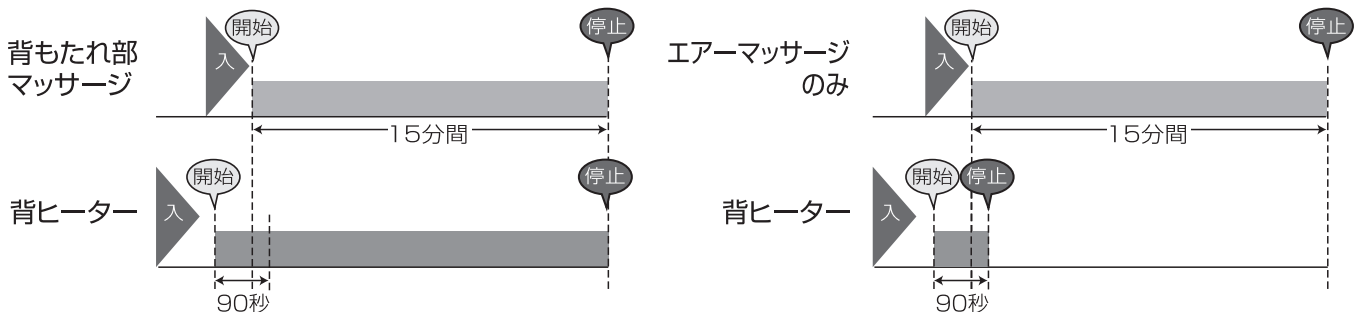 背もたれ部
マッサージ
入
開始
停止
15分間
背ヒーター
入
開始
停止
90秒
エアーマッサージ
のみ
入
開始
停止
15分間
背ヒーター
入
開始
停止
90秒